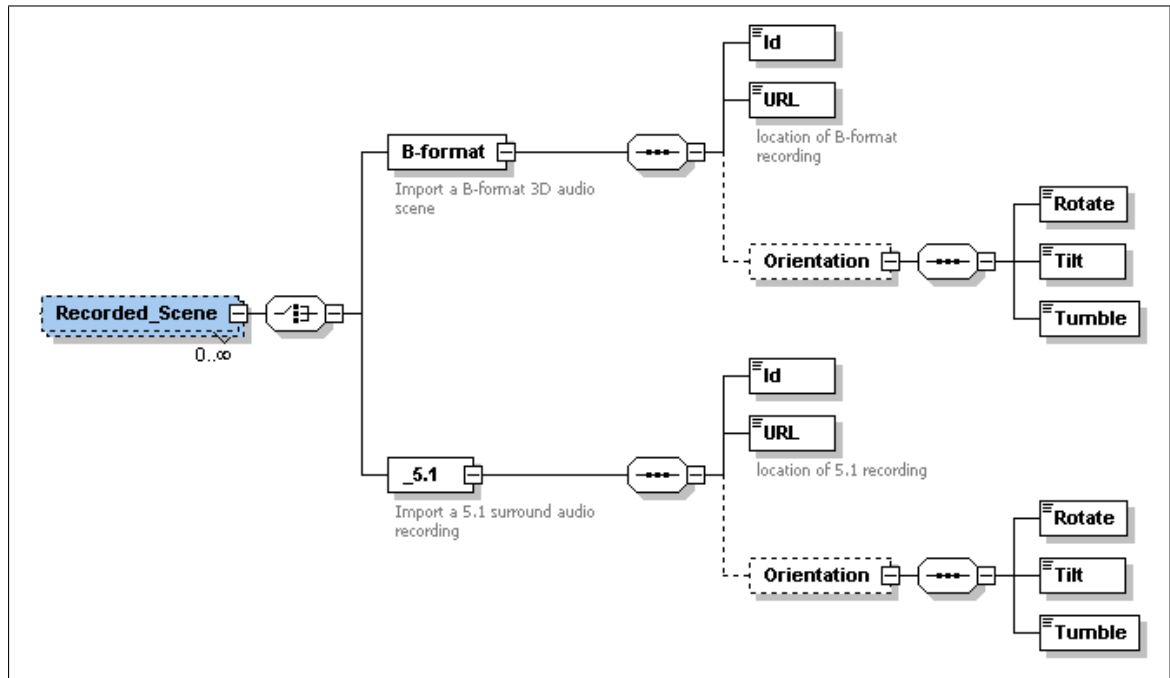 Recorded_Scene
0..∞
B-format
Import a B-format 3D audio
scene
Id
URL
location of B-format
recording
Orientation
Rotate
Tilt
Tumble
_5.1
Import a 5.1 surround audio
recording
Id
URL
location of 5.1 recording
Orientation
Rotate
Tilt
Tumble